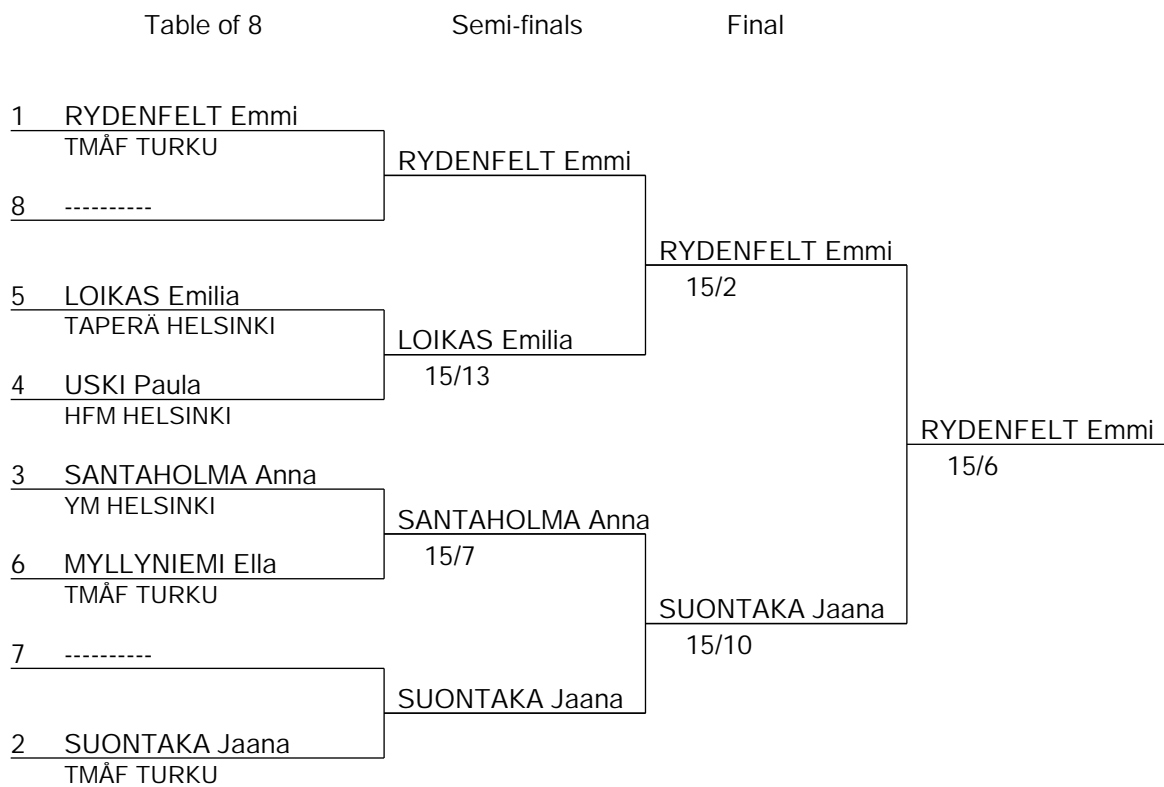 Table of 8 Semi-finals Final
1 RYDENFELT Emmi
TMÅF TURKU
RYDENFELT Emmi
8 ----------
RYDENFELT Emmi
15/2
5 LOIKAS Emilia
TAPERÄ HELSINKI
LOIKAS Emilia
15/13
4 USKI Paula
HFM HELSINKI
RYDENFELT Emmi
15/6
3 SANTAHOLMA Anna
YM HELSINKI
SANTAHOLMA Anna
15/7
6 MYLLYNIEMI Ella
TMÅF TURKU
SUONTAKA Jaana
15/10
7 ----------
SUONTAKA Jaana
2 SUONTAKA Jaana
TMÅF TURKU